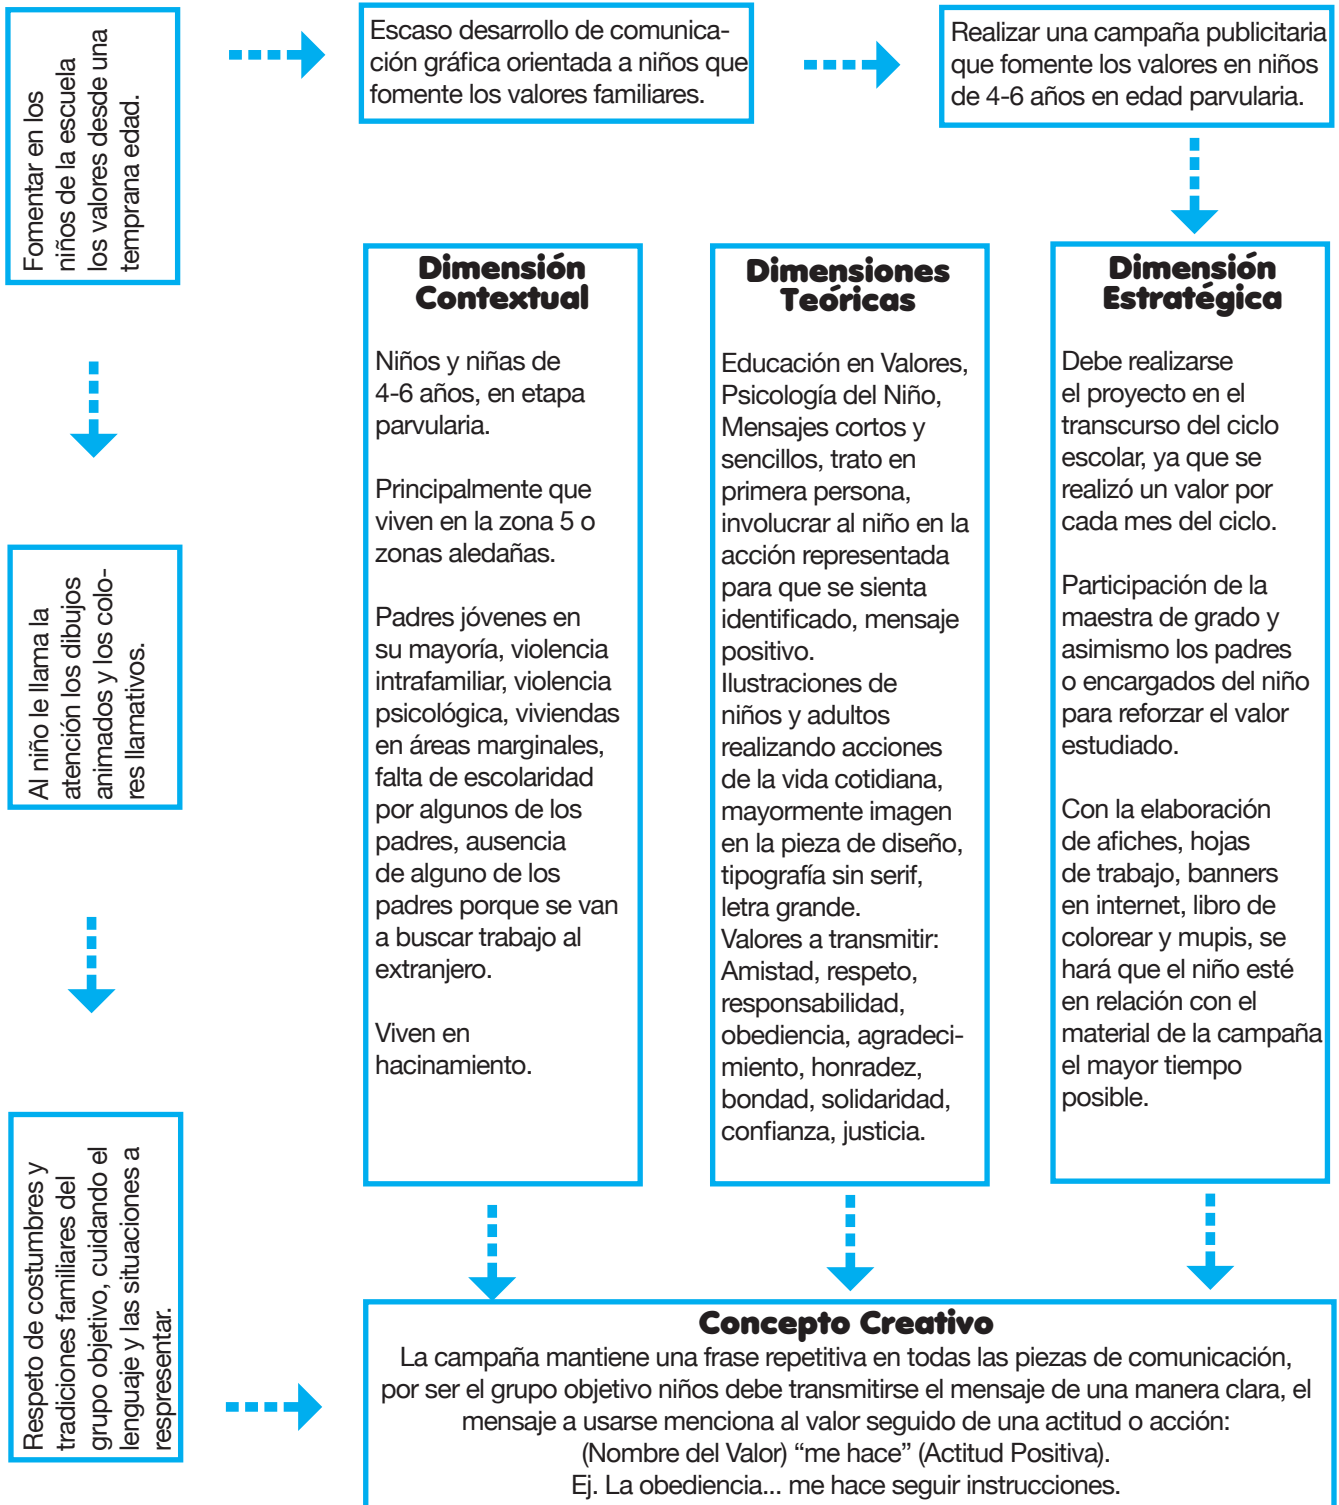 Fomentar en los
niños de la escuela
los valores desde una
temprana edad.
Escaso desarrollo de comunica-
ción gráfica orientada a niños que
fomente los valores familiares.
Realizar una campaña publicitaria
que fomente los valores en niños
de 4-6 años en edad parvularia.
Al niño le llama la
atención los dibujos
animados y los colo-
res llamativos.
Respeto de costumbres y
tradiciones familiares del
grupo objetivo, cuidando el
lenguaje y las situaciones a
respresentar.
Dimensión
Contextual
Niños y niñas de
4-6 años, en etapa
parvularia.
Principalmente que
viven en la zona 5 o
zonas aledañas.
Padres jóvenes en
su mayoría, violencia
intrafamiliar, violencia
psicológica, viviendas
en áreas marginales,
falta de escolaridad
por algunos de los
padres, ausencia
de alguno de los
padres porque se van
a buscar trabajo al
extranjero.
Viven en
hacinamiento.
Dimensiones
Teóricas
Educación en Valores,
Psicología del Niño,
Mensajes cortos y
sencillos, trato en
primera persona,
involucrar al niño en la
acción representada
para que se sienta
identificado, mensaje
positivo.
Ilustraciones de
niños y adultos
realizando acciones
de la vida cotidiana,
mayormente imagen
en la pieza de diseño,
tipografía sin serif,
letra grande.
Valores a transmitir:
Amistad, respeto,
responsabilidad,
obediencia, agradeci-
miento, honradez,
bondad, solidaridad,
confianza, justicia.
Dimensión
Estratégica
Debe realizarse
el proyecto en el
transcurso del ciclo
escolar, ya que se
realizó un valor por
cada mes del ciclo.
Participación de la
maestra de grado y
asimismo los padres
o encargados del niño
para reforzar el valor
estudiado.
Con la elaboración
de afiches, hojas
de trabajo, banners
en internet, libro de
colorear y mupis, se
hará que el niño esté
en relación con el
material de la campaña
el mayor tiempo
posible.
Concepto Creativo
La campaña mantiene una frase repetitiva en todas las piezas de comunicación,
por ser el grupo objetivo niños debe transmitirse el mensaje de una manera clara, el
mensaje a usarse menciona al valor seguido de una actitud o acción:
(Nombre del Valor) “me hace” (Actitud Positiva).
Ej. La obediencia... me hace seguir instrucciones.